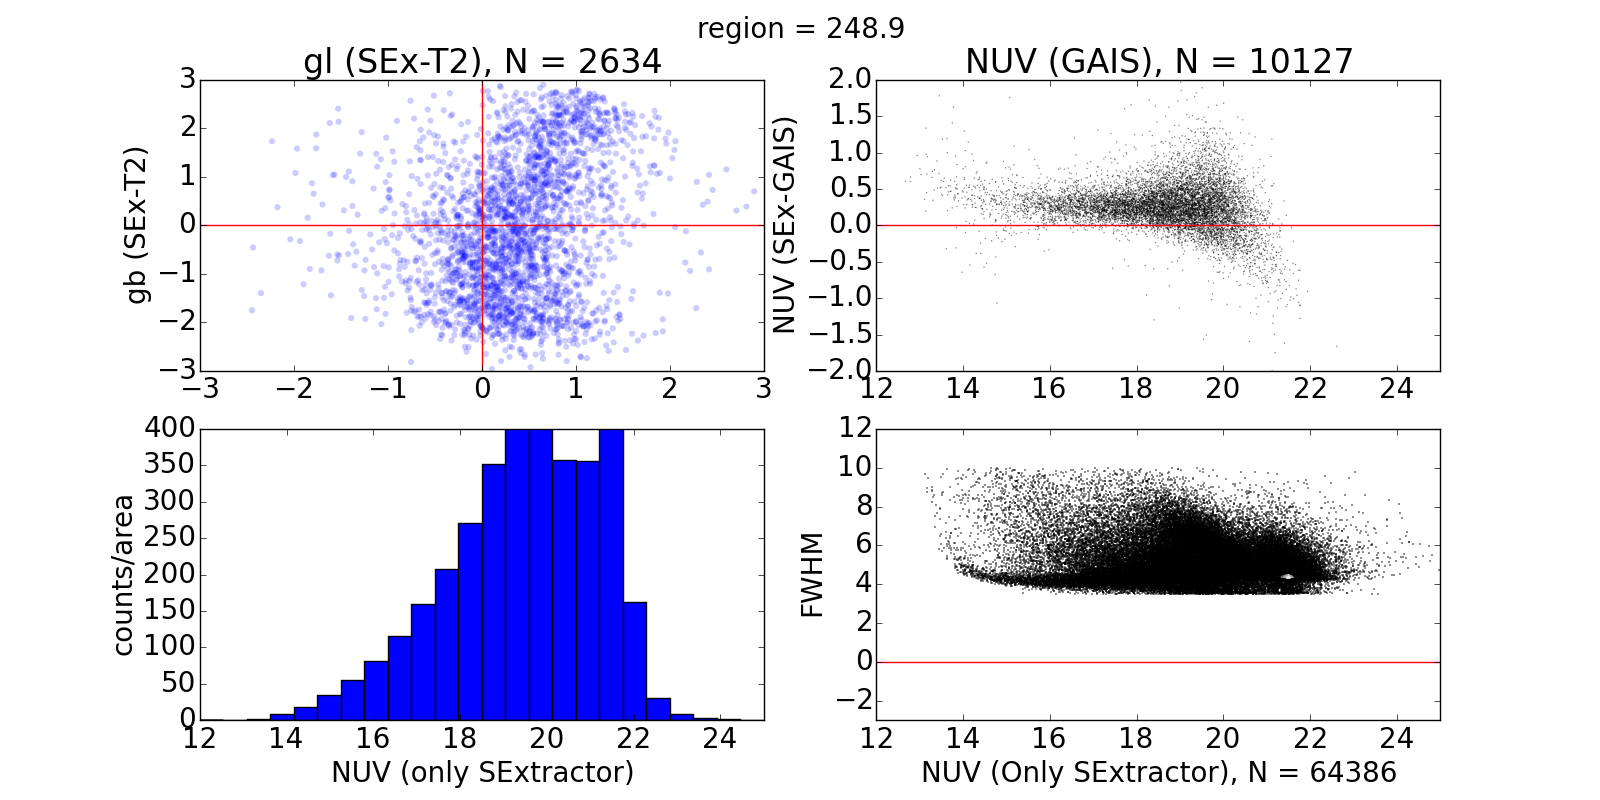 region = 248.9
gl (SEx-T2), N = 2634
NUV (GAIS), N = 10127
3
2
1
0
−1
−2
−3
gb (SEx-T2)
−3 −2 −1 0 1 2 3
2.0
1.5
1.0
0.5
0.0
−0.5
−1.0
−1.5
−2.0
NUV (SEx-GAIS)
12 14 16 18 20 22 24
400
350
300
250
200
150
100
50
0
counts/area
12 14 16 18 20 22 24
NUV (only SExtractor)
12
10
8
6
4
2
0
−2
FWHM
12 14 16 18 20 22 24
NUV (Only SExtractor), N = 64386